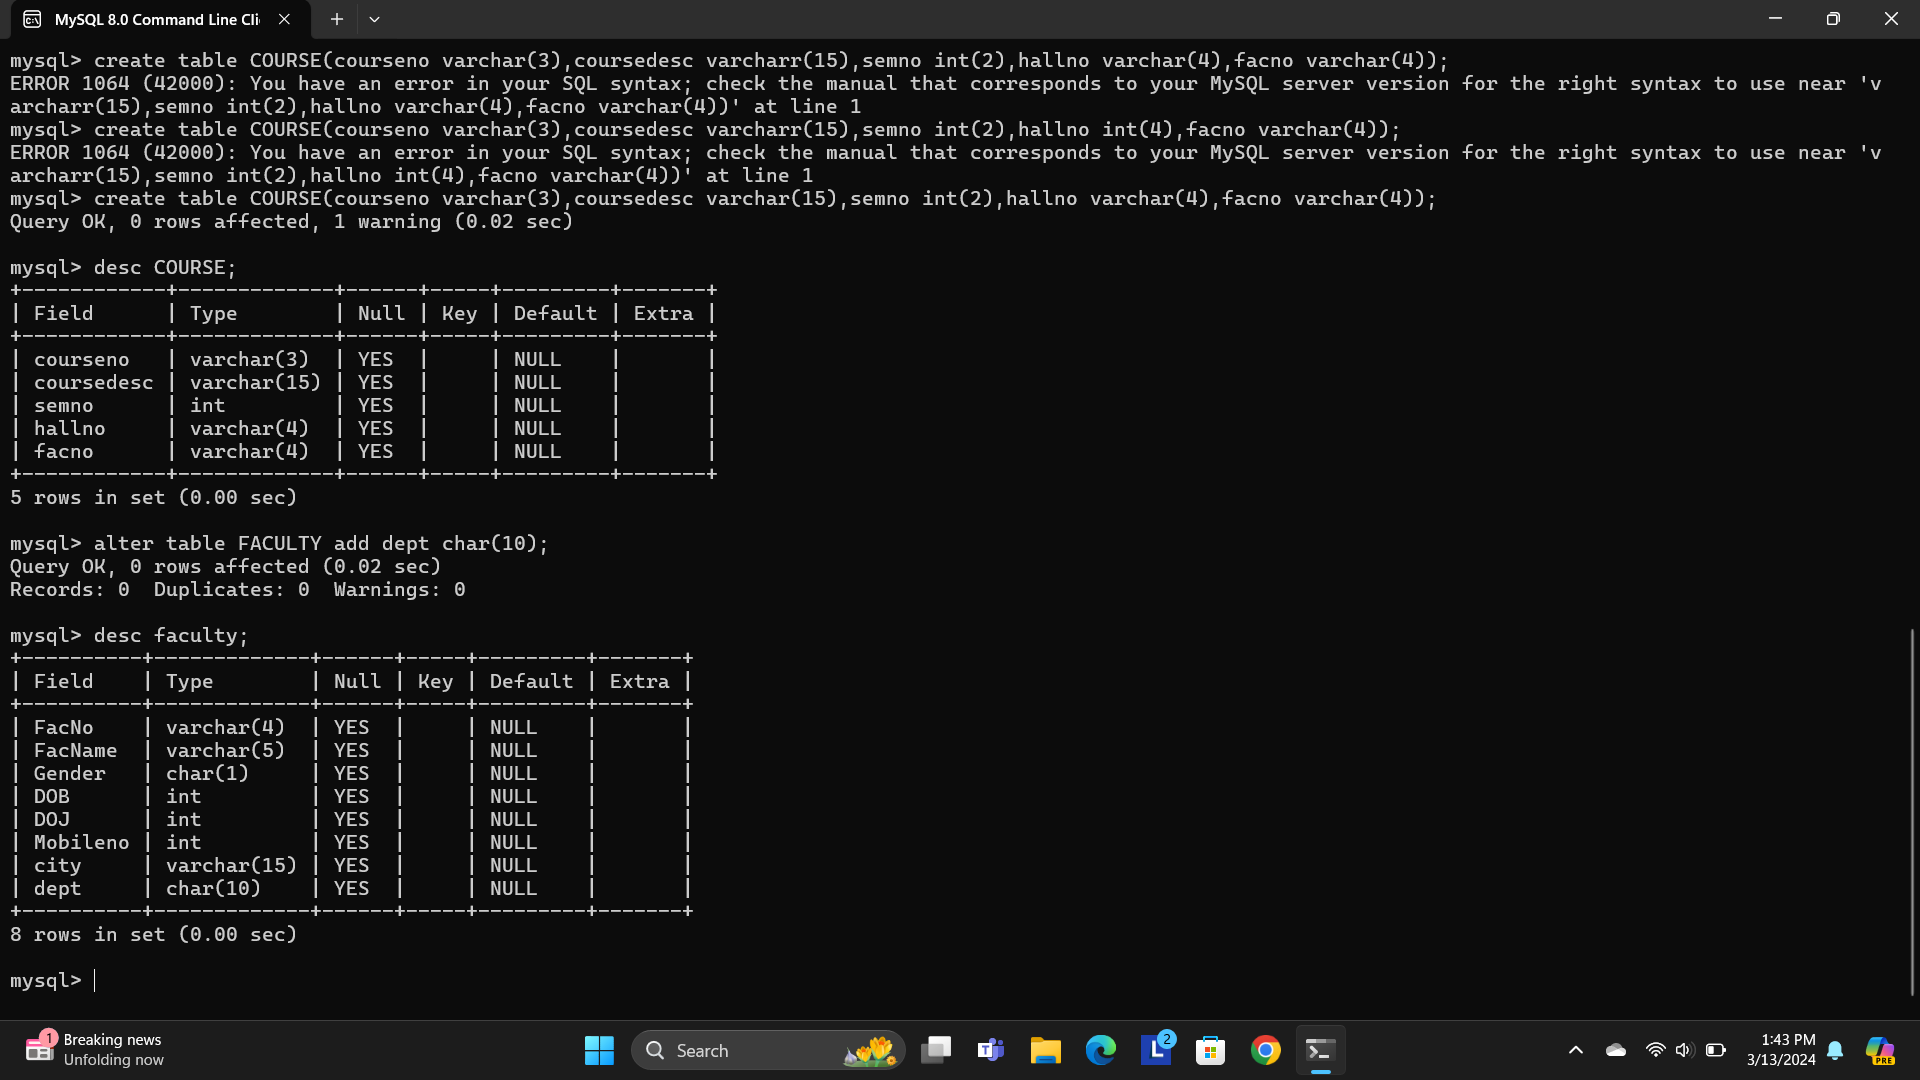 MySQL 8.0 Command Line Cli
mysql> create table COURSE(courseno varchar(3),coursedesc varcharr(15),semno int(2),hallno varchar(4),facno varchar(4));
ERROR 1064 (42000): You have an error in your SQL syntax; check the manual that corresponds to your MySQL server version for the right syntax to use near 'v
archarr(15),semno int(2),hallno varchar(4),facno varchar(4))' at line 1
mysql> create table COURSE(courseno varchar(3),coursedesc varcharr(15),semno int(2),hallno int(4),facno varchar(4));
ERROR 1064 (42000): You have an error in your SQL syntax; check the manual that corresponds to your MySQL server version for the right syntax to use near 'v
archarr(15),semno int(2),hallno int(4),facno varchar(4))' at line 1
mysql> create table COURSE(courseno varchar(3),coursedesc varchar(15),semno int(2),hallno varchar(4),facno varchar(4));
Query OK, 0 rows affected, 1 warning (0.02 sec)
mysql> desc COURSE;
+------------+-------------+------+-----+---------+-------+
| Field      | Type        | Null | Key | Default | Extra |
+------------+-------------+------+-----+---------+-------+
| courseno   | varchar(3)  | YES  |     | NULL    |       |
| coursedesc | varchar(15) | YES  |     | NULL    |       |
| semno      | int         | YES  |     | NULL    |       |
| hallno     | varchar(4)  | YES  |     | NULL    |       |
| facno      | varchar(4)  | YES  |     | NULL    |       |
+------------+-------------+------+-----+---------+-------+
5 rows in set (0.00 sec)
mysql> alter table FACULTY add dept char(10);
Query OK, 0 rows affected (0.02 sec)
Records: 0  Duplicates: 0  Warnings: 0
mysql> desc faculty;
+----------+-------------+------+-----+---------+-------+
| Field    | Type        | Null | Key | Default | Extra |
+----------+-------------+------+-----+---------+-------+
| FacNo    | varchar(4)  | YES  |     | NULL    |       |
| FacName  | varchar(5)  | YES  |     | NULL    |       |
| Gender   | char(1)     | YES  |     | NULL    |       |
| DOB      | int         | YES  |     | NULL    |       |
| DOJ      | int         | YES  |     | NULL    |       |
| Mobileno | int         | YES  |     | NULL    |       |
| city     | varchar(15) | YES  |     | NULL    |       |
| dept     | char(10)    | YES  |     | NULL    |       |
+----------+-------------+------+-----+---------+-------+
8 rows in set (0.00 sec)
mysql>
1
Breaking news
Unfolding now
Search
T
L
2
1:43 PM
3/13/2024
PRE